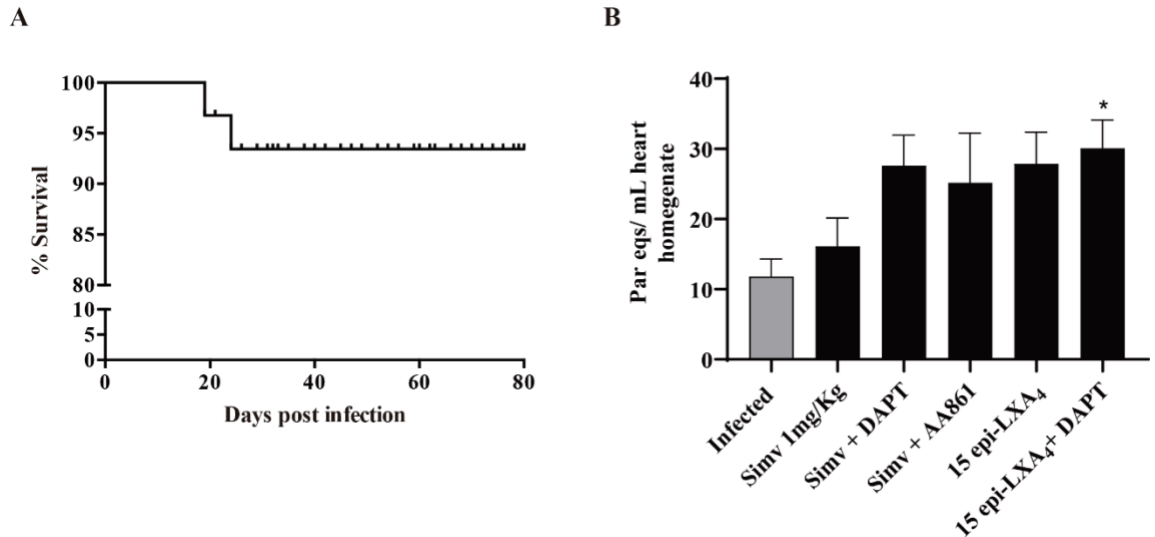 A
% Survival
100
95
90
85
80
10
5
0
0 20 40 60 80
Days post infection
B
Par eqs/ mL heart
homegenate
40
30
20
10
0
*
Infected
Simv 1mg/Kg
Simv + DAPT
Simv + AA861
15 epi-LXA₄
15 epi-LXA₄+ DAPT